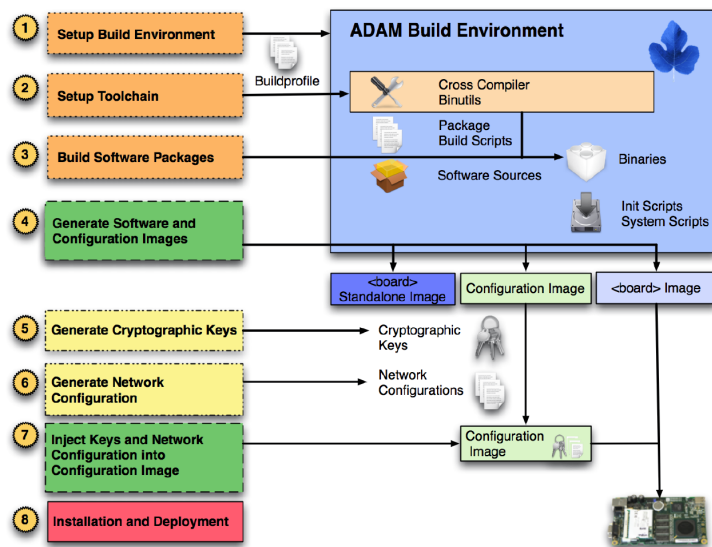 1
Setup Build Environment
Buildprofile
ADAM Build Environment
2
Setup Toolchain
Cross Compiler
Binutils
Package
Build Scripts
3
Build Software Packages
Software Sources
Binaries
Init Scripts
System Scripts
4
Generate Software and
Configuration Images
<board>
Standalone Image
Configuration Image
<board> Image
5
Generate Cryptographic Keys
Cryptographic
Keys
6
Generate Network
Configuration
Network
Configurations
7
Inject Keys and Network
Configuration into
Configuration Image
Configuration
Image
8
Installation and Deployment